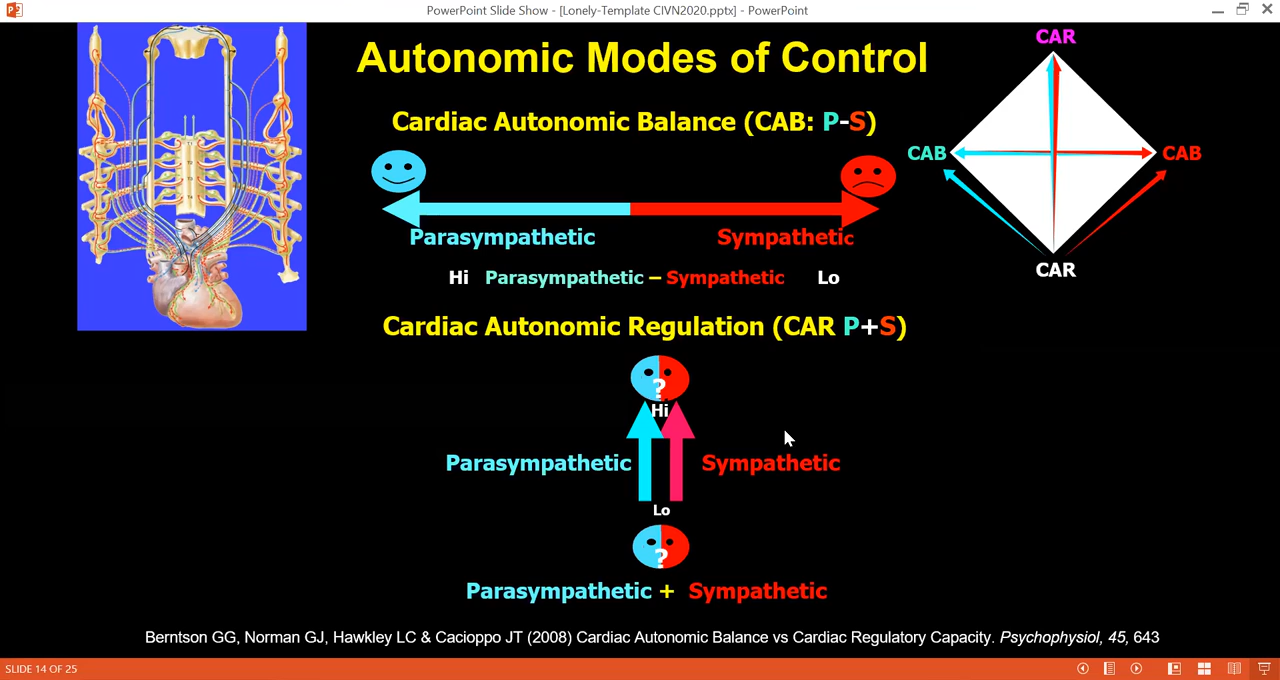 PowerPoint Slide Show - [Lonely-Template CIVN2020.pptx] - PowerPoint
Autonomic Modes of Control
Cardiac Autonomic Balance (CAB: P-S)
Parasympathetic Sympathetic
Hi Parasympathetic – Sympathetic Lo
Cardiac Autonomic Regulation (CAR P+S)
?
Hi
Parasympathetic Sympathetic
Lo
?
Parasympathetic + Sympathetic
CAR
CAB CAB
CAR
Berntson GG, Norman GJ, Hawkley LC & Cacioppo JT (2008) Cardiac Autonomic Balance vs Cardiac Regulatory Capacity. Psychophysiol, 45, 643
SLIDE 14 OF 25